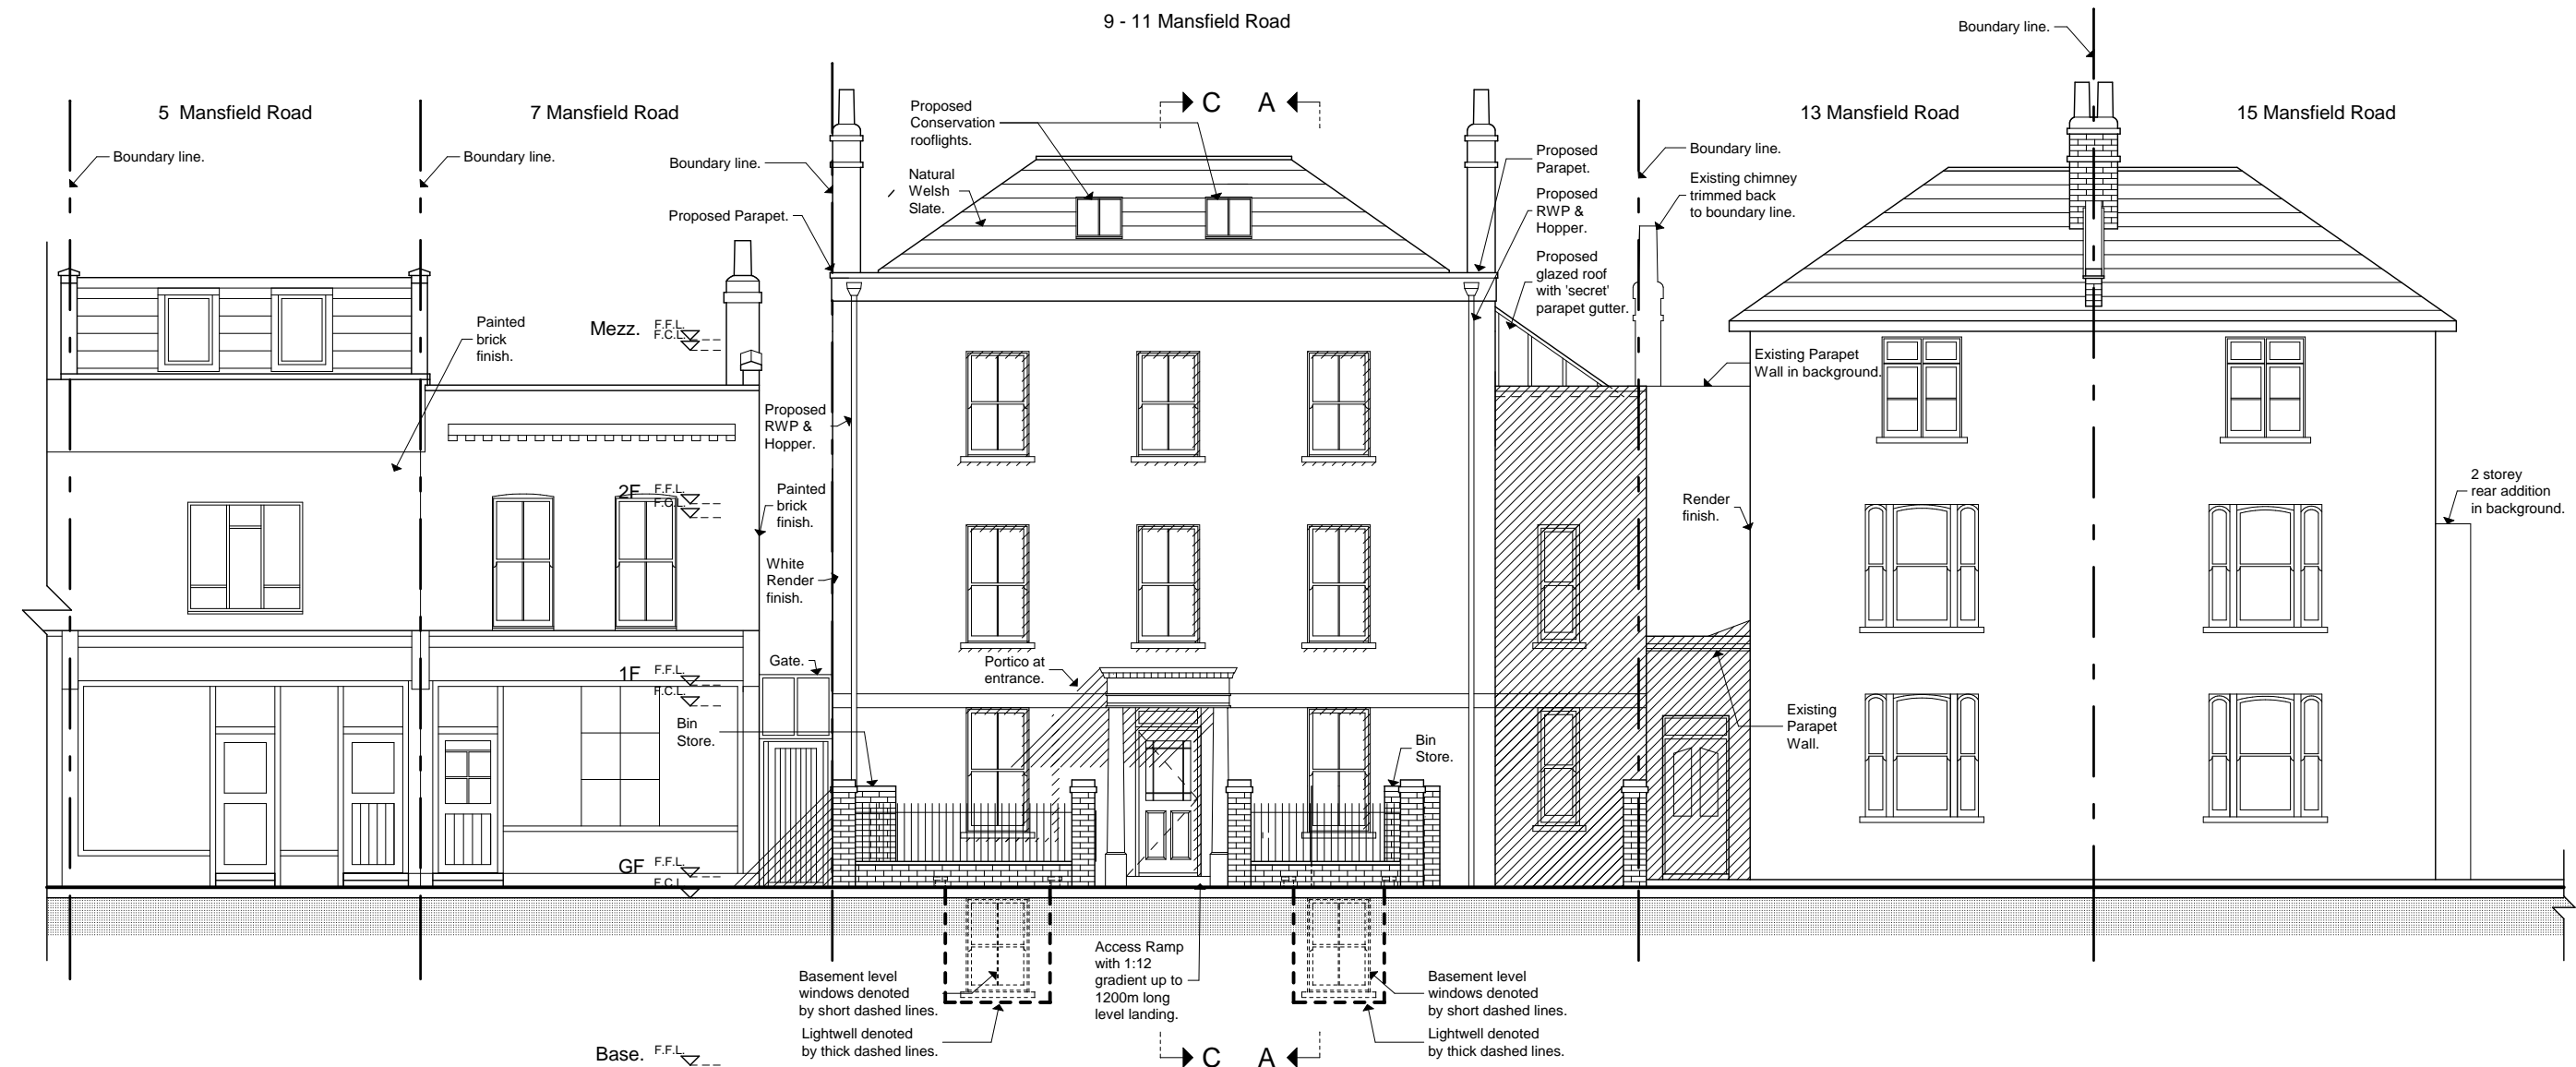 9 - 11 Mansfield Road
Boundary line.
5 Mansfield Road
7 Mansfield Road
13 Mansfield Road
15 Mansfield Road
Boundary line.
Boundary line.
Boundary line.
Proposed Parapet.
Proposed
Conservation
rooflights.
Natural
Welsh
Slate.
C
A
Proposed
Parapet.
Proposed
RWP &
Hopper.
Proposed
glazed roof
with 'secret'
parapet gutter.
Boundary line.
Existing chimney
trimmed back
to boundary line.
Painted
brick
finish.
Mezz.
F.F.L.
F.C.L.
Existing Parapet
Wall in background.
Proposed
RWP &
Hopper.
2F
F.F.L.
F.C.L.
Painted
brick
finish.
White
Render
finish.
Render
finish.
2 storey
rear addition
in background.
1F
F.F.L.
F.C.L.
Gate.
Portico at
entrance.
Bin
Store.
Bin
Store.
Existing
Parapet
Wall.
GF
F.F.L.
F.C.L.
Basement level
windows denoted
by short dashed lines.
Lightwell denoted
by thick dashed lines.
Access Ramp
with 1:12
gradient up to
1200m long
level landing.
Basement level
windows denoted
by short dashed lines.
Lightwell denoted
by thick dashed lines.
Base.
F.F.L.
C
A